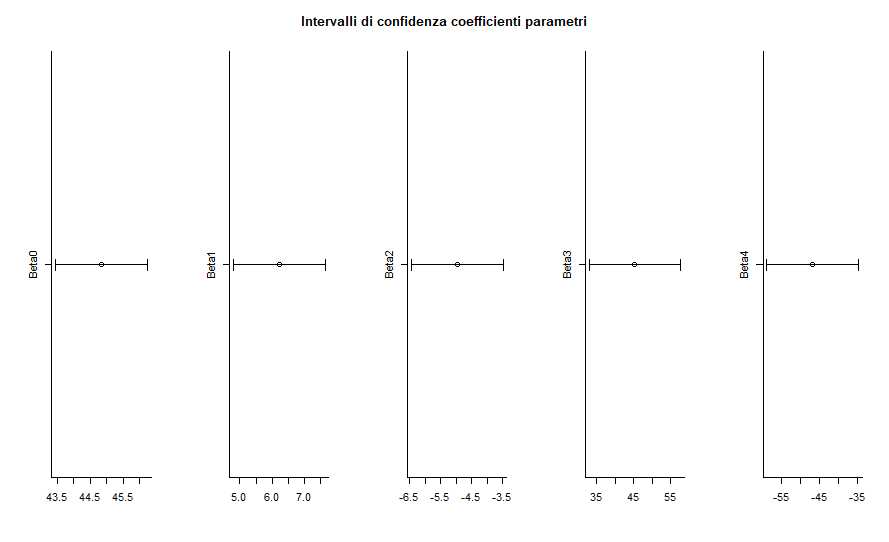 Intervalli di confidenza coefficienti parametri
Beta0
Beta1
Beta2
Beta3
Beta4
43.5 44.5 45.5
5.0 6.0 7.0
-6.5 -5.5 -4.5 -3.5
35 45 55
-55 -45 -35